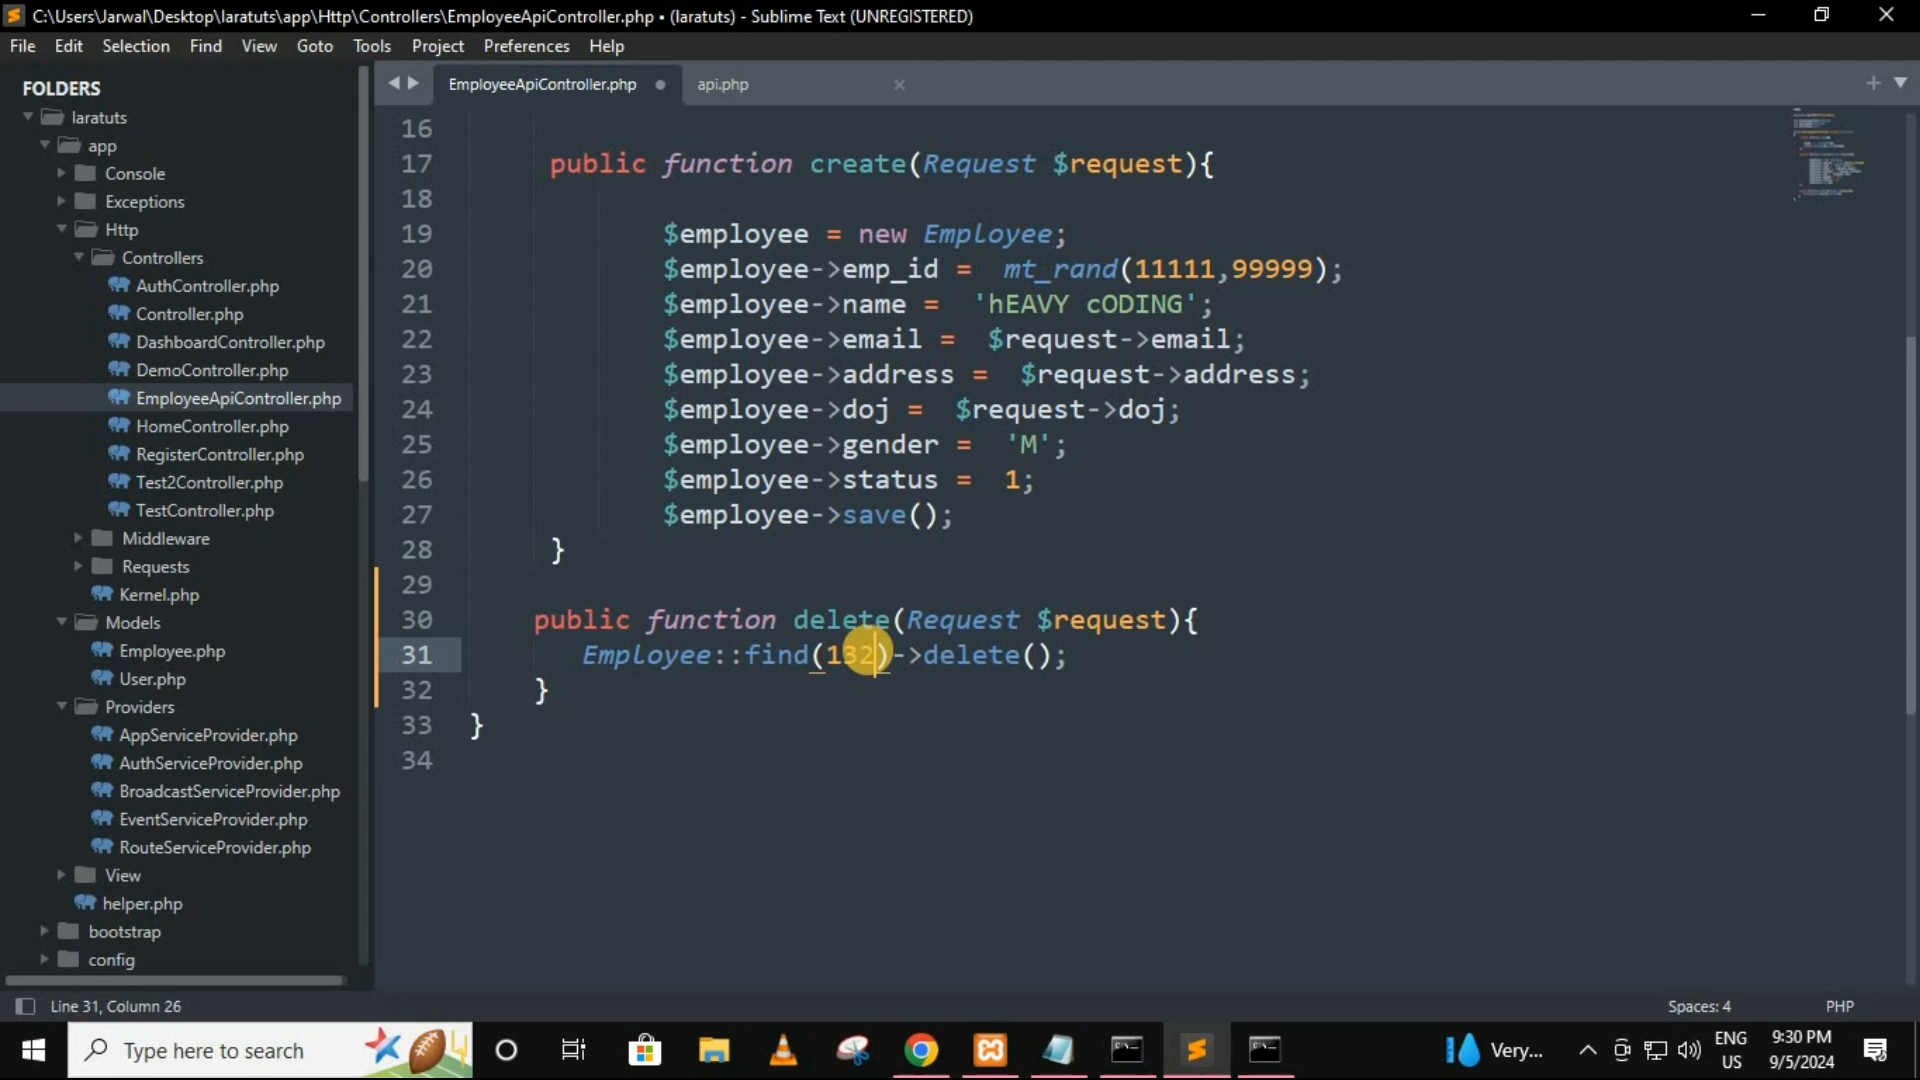 C:\Users\Jarwal\Desktop\laratuts\app\Http\Controllers\EmployeeApiController.php • (laratuts) - Sublime Text (UNREGISTERED)
File Edit Selection Find View Goto Tools Project Preferences Help
FOLDERS
laratuts
app
Console
Exceptions
Http
Controllers
AuthController.php
Controller.php
DashboardController.php
DemoController.php
EmployeeApiController.php
HomeController.php
RegisterController.php
Test2Controller.php
TestController.php
Middleware
Requests
Kernel.php
Models
Employee.php
User.php
Providers
AppServiceProvider.php
AuthServiceProvider.php
BroadcastServiceProvider.php
EventServiceProvider.php
RouteServiceProvider.php
View
helper.php
bootstrap
config
EmployeeApiController.php api.php
16
17 public function create(Request $request){
18
19 $employee = new Employee;
20 $employee->emp_id = mt_rand(11111,99999);
21 $employee->name = 'hEAVY cODING';
22 $employee->email = $request->email;
23 $employee->address = $request->address;
24 $employee->doj = $request->doj;
25 $employee->gender = 'M';
26 $employee->status = 1;
27 $employee->save();
28 }
29
30 public function delete(Request $request){
31 Employee::find(132)->delete();
32 }
33 }
34
Line 31, Column 26 Spaces: 4 PHP
Type here to search
Very...
ENG
US
9:30 PM
9/5/2024